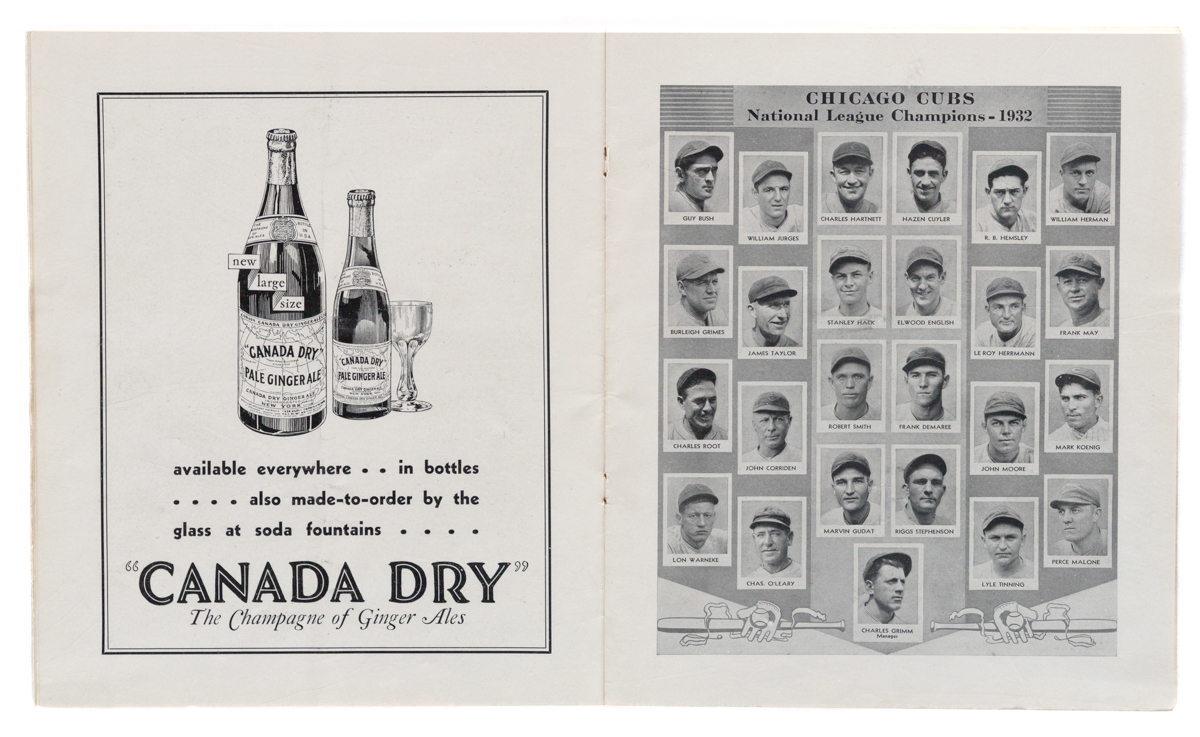 new
large
size
"CANADA DRY"
PALE GINGER ALE
CANADA DRY GINGER ALE
NEW YORK
"CANADA DRY"
PALE GINGER ALE
available everywhere . . in bottles
. . . . also made-to-order by the
glass at soda fountains . . . .
“CANADA DRY”
The Champagne of Ginger Ales
CHICAGO CUBS
National League Champions - 1932
GUY BUSH
WILLIAM JURGES
CHARLES HARTNETT
HAZEN CUYLER
R. B. HEMSLEY
WILLIAM HERMAN
BURLEIGH GRIMES
JAMES TAYLOR
STANLEY HACK
ELWOOD ENGLISH
LE ROY HERRMANN
FRANK MAY
CHARLES ROOT
JOHN CORRIDEN
ROBERT SMITH
FRANK DEMAREE
JOHN MOORE
MARK KOENIG
LON WARNEKE
CHAS. O'LEARY
MARVIN GUDAT
RIGGS STEPHENSON
LYLE TINNING
PERCE MALONE
CHARLES GRIMM
Manager